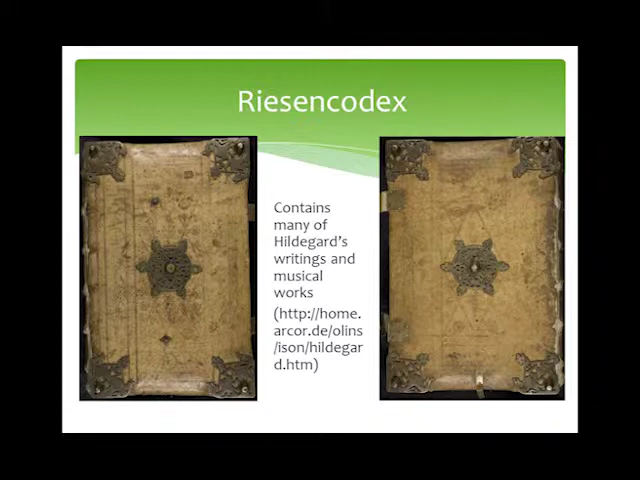 Riesencodex
Contains
many of
Hildegard's
writings and
musical
works
(http://home.
arcor.de/olins
/ison/hildegar
d.htm)